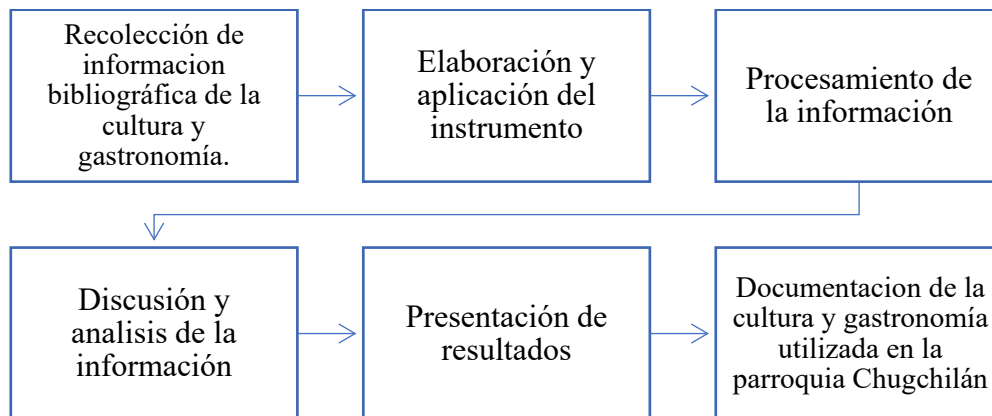 Recolección de
informacion
bibliográfica de la
cultura y
gastronomía.
Elaboración y
aplicación del
instrumento
Procesamiento de
la información
Discusión y
analisis de la
información
Presentación de
resultados
Documentacion de la
cultura y gastronomía
utilizada en la
parroquia Chugchilán